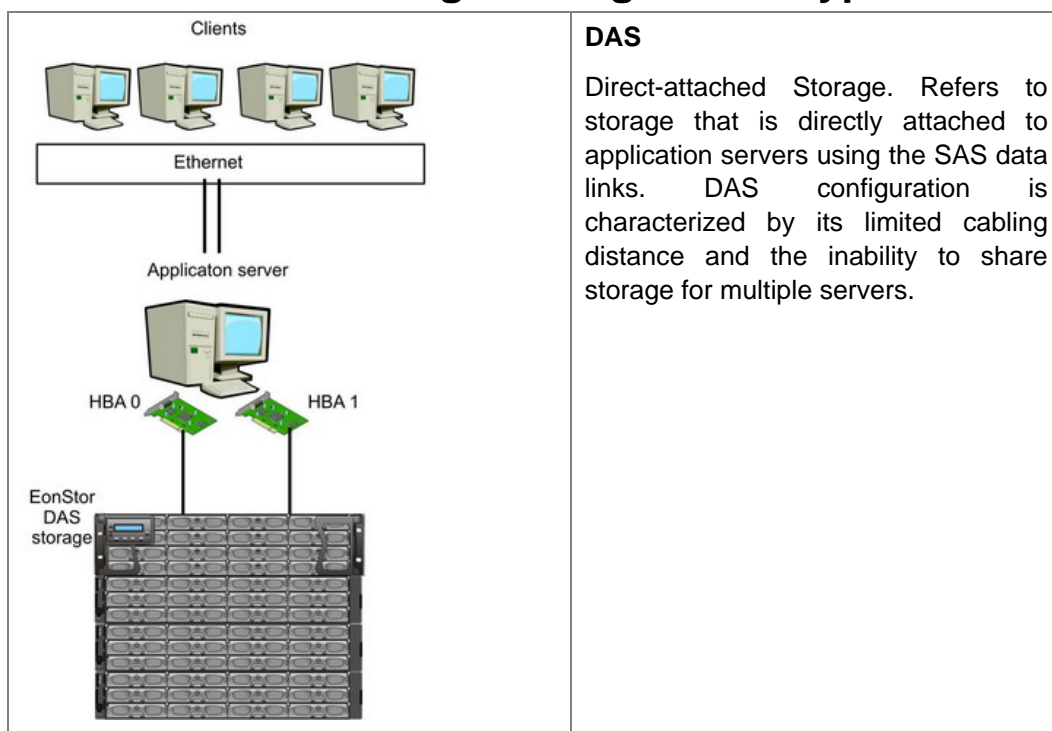 Clients
Ethernet
Applicaton server
HBA 0
HBA 1
EonStor
DAS
storage
DAS
Direct-attached Storage. Refers to
storage that is directly attached to
application servers using the SAS data
links. DAS configuration is
characterized by its limited cabling
distance and the inability to share
storage for multiple servers.